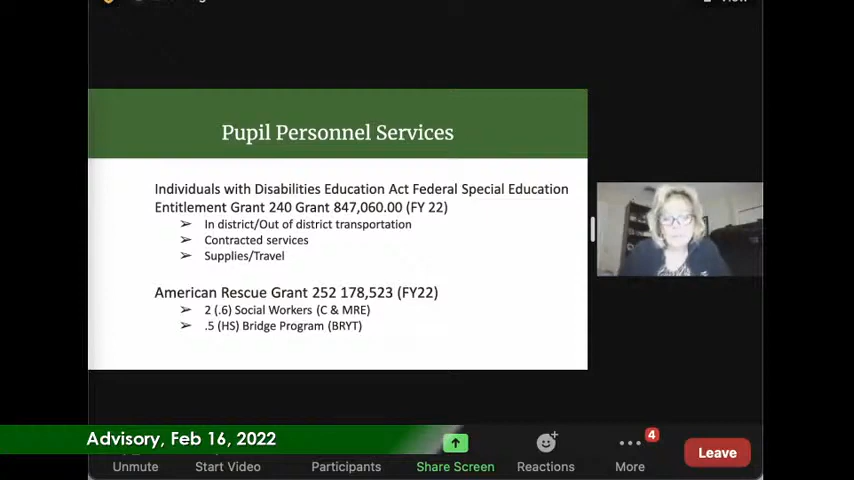 Pupil Personnel Services
Individuals with Disabilities Education Act Federal Special Education
Entitlement Grant 240 Grant 847,060.00 (FY 22)
➢ In district/Out of district transportation
➢ Contracted services
➢ Supplies/Travel
American Rescue Grant 252 178,523 (FY22)
➢ 2 (.6) Social Workers (C & MRE)
➢ .5 (HS) Bridge Program (BRYT)
Advisory, Feb 16, 2022
4
Unmute Start Video Participants Share Screen Reactions More Leave